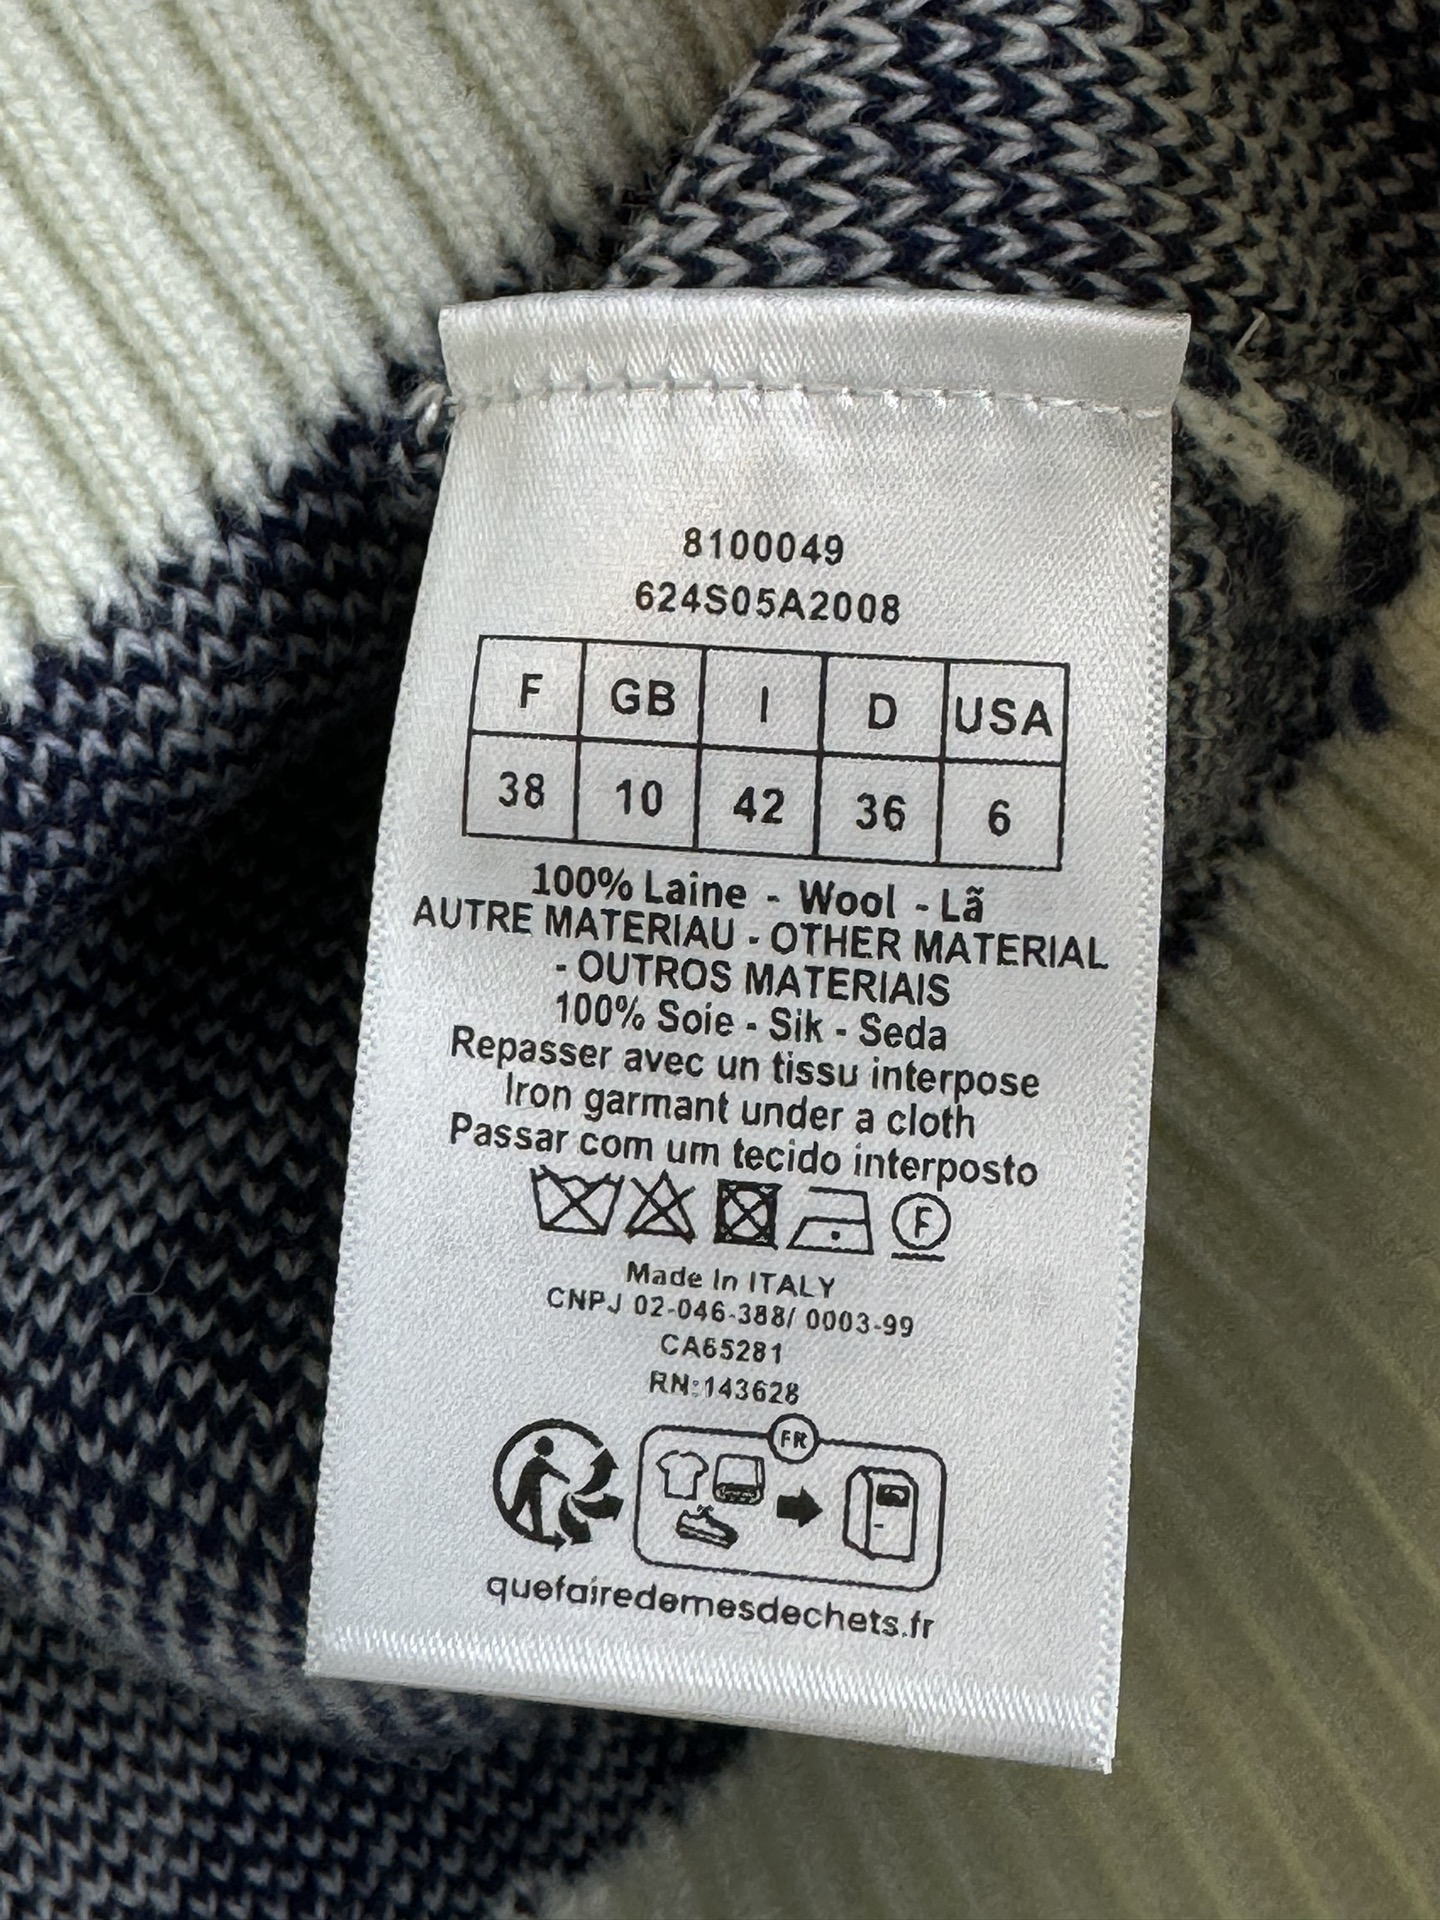 8100049
624S05A2008
F GB I D USA
38 10 42 36 6
100% Laine - Wool - Lã
AUTRE MATERIAU - OTHER MATERIAL
- OUTROS MATERIAIS
100% Soie - Sik - Seda
Repasser avec un tissu interpose
Iron garmant under a cloth
Passar com um tecido interposto
F
Made In ITALY
CNPJ 02-046-388/ 0003-99
CA65281
RN:143628
FR
quefairedemesdechets.fr